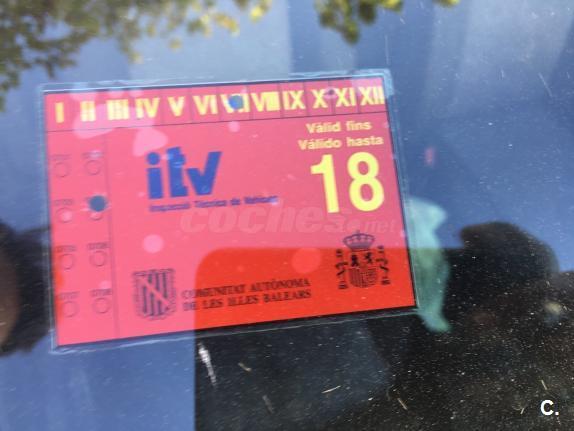 I II III IV V VI VII VIII IX X XI XII
Vàlid fins
Válido hasta
18
itv
Inspecció Tècnica de Vehicles
coches.net
COMUNITAT AUTÒNOMA
DE LES ILLES BALEARS
C.